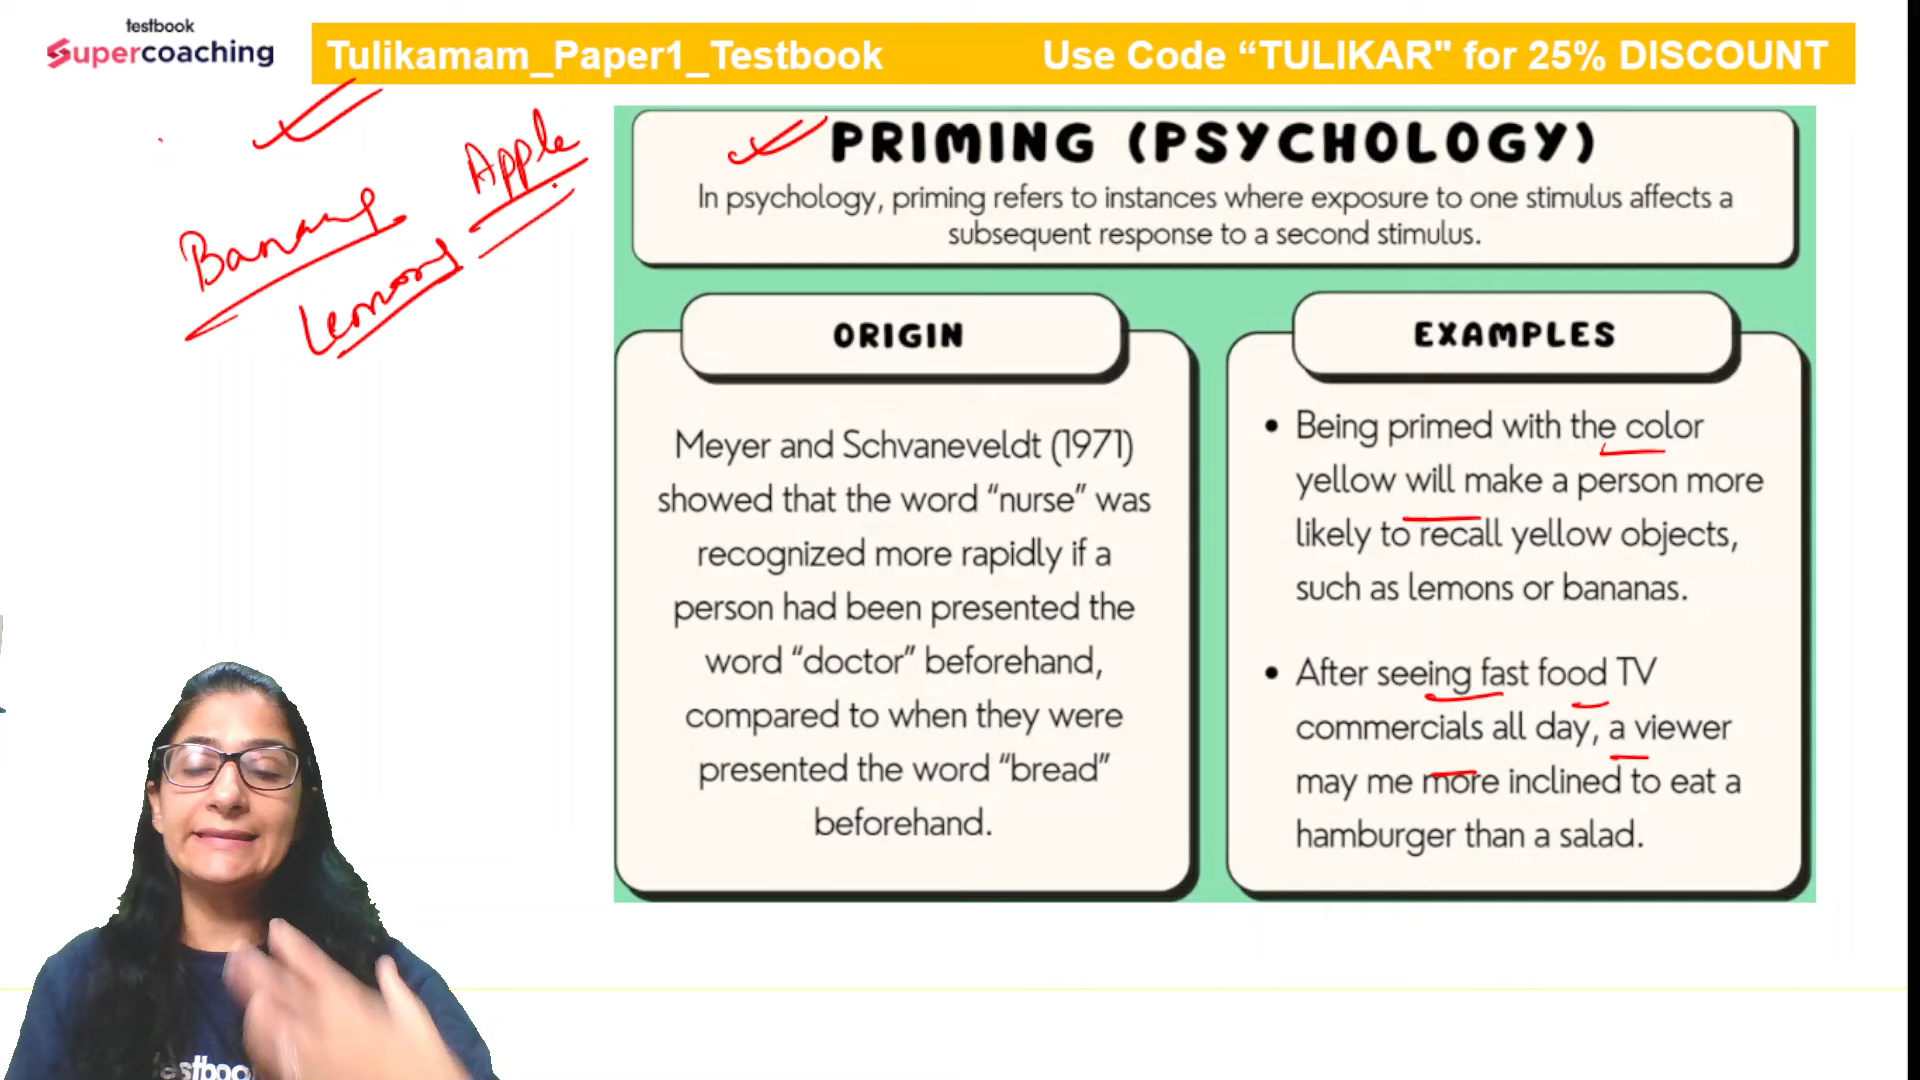 testbook
Supercoaching
Tulikamam_Paper1_Testbook
Use Code “TULIKAR" for 25% DISCOUNT
Apple
Banang
Lemons
PRIMING (PSYCHOLOGY)
In psychology, priming refers to instances where exposure to one stimulus affects a
subsequent response to a second stimulus.
ORIGIN
Meyer and Schvaneveldt (1971)
showed that the word “nurse” was
recognized more rapidly if a
person had been presented the
word “doctor” beforehand,
compared to when they were
presented the word “bread”
beforehand.
EXAMPLES
• Being primed with the color
yellow will make a person more
likely to recall yellow objects,
such as lemons or bananas.
• After seeing fast food TV
commercials all day, a viewer
may me more inclined to eat a
hamburger than a salad.